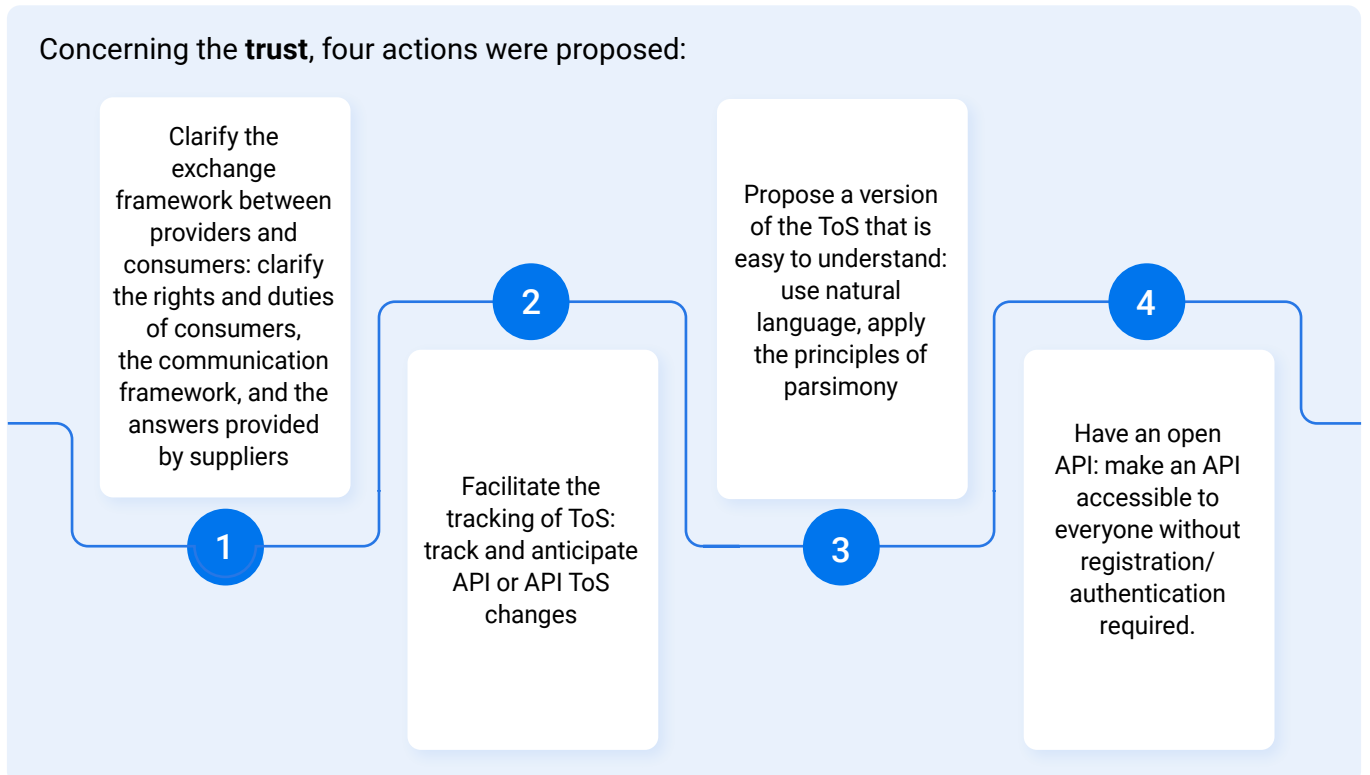 Concerning the trust, four actions were proposed:
Clarify the
exchange
framework between
providers and
consumers: clarify
the rights and duties
of consumers,
the communication
framework, and the
answers provided
by suppliers
1
2
Facilitate the
tracking of ToS:
track and anticipate
API or API ToS
changes
Propose a version
of the ToS that is
easy to understand:
use natural
language, apply
the principles of
parsimony
3
4
Have an open
API: make an API
accessible to
everyone without
registration/
authentication
required.